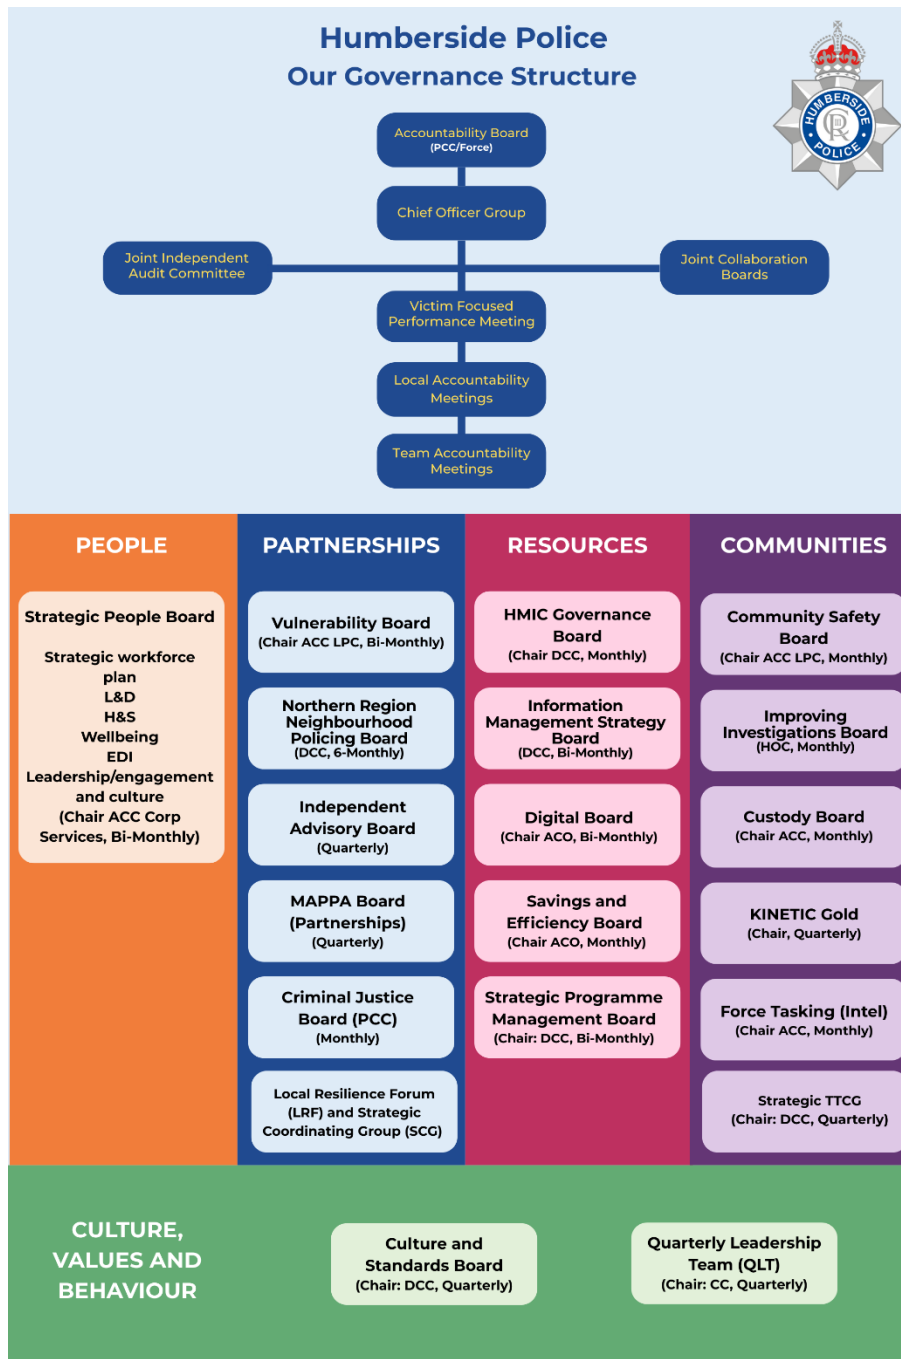 Humberside Police
Our Governance Structure
HUMBERSIDE
POLICE
CR
III
Accountability Board
(PCC/Force)
Chief Officer Group
Joint Independent
Audit Committee
Joint Collaboration
Boards
Victim Focused
Performance Meeting
Local Accountability
Meetings
Team Accountability
Meetings
PEOPLE
Strategic People Board
Strategic workforce
plan
L&D
H&S
Wellbeing
EDI
Leadership/engagement
and culture
(Chair ACC Corp
Services, Bi-Monthly)
PARTNERSHIPS
Vulnerability Board
(Chair ACC LPC, Bi-Monthly)
Northern Region
Neighbourhood
Policing Board
(DCC, 6-Monthly)
Independent
Advisory Board
(Quarterly)
MAPPA Board
(Partnerships)
(Quarterly)
Criminal Justice
Board (PCC)
(Monthly)
Local Resilience Forum
(LRF) and Strategic
Coordinating Group (SCG)
RESOURCES
HMIC Governance
Board
(Chair DCC, Monthly)
Information
Management Strategy
Board
(DCC, Bi-Monthly)
Digital Board
(Chair ACO, Bi-Monthly)
Savings and
Efficiency Board
(Chair ACO, Monthly)
Strategic Programme
Management Board
(Chair: DCC, Bi-Monthly)
COMMUNITIES
Community Safety
Board
(Chair ACC LPC, Monthly)
Improving
Investigations Board
(HOC, Monthly)
Custody Board
(Chair ACC, Monthly)
KINETIC Gold
(Chair, Quarterly)
Force Tasking (Intel)
(Chair ACC, Monthly)
Strategic TTCG
(Chair: DCC, Quarterly)
CULTURE,
VALUES AND
BEHAVIOUR
Culture and
Standards Board
(Chair: DCC, Quarterly)
Quarterly Leadership
Team (QLT)
(Chair: CC, Quarterly)